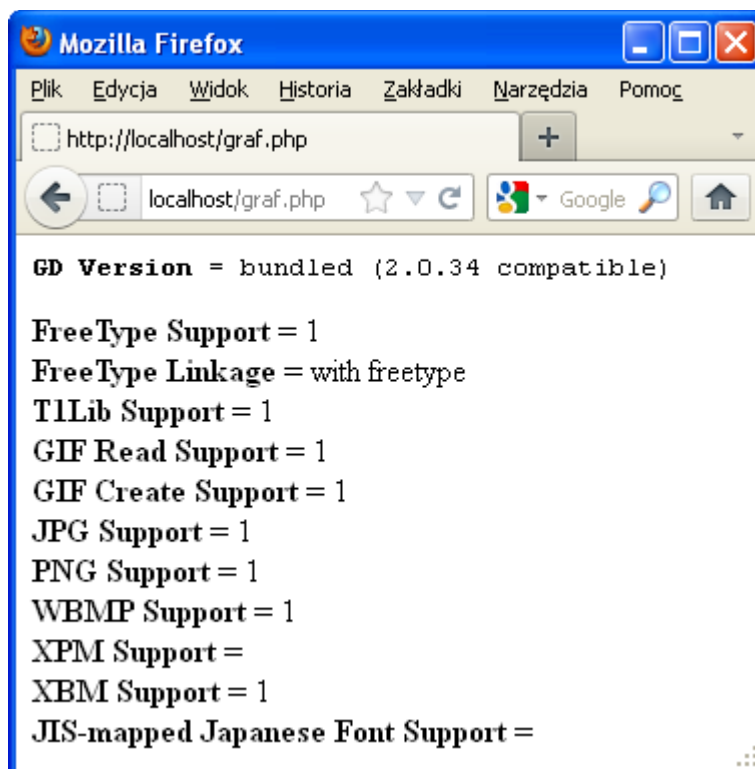 Mozilla Firefox
Plik Edycja Widok Historia Zakładki Narzędzia Pomoc
http://localhost/graf.php
localhost/graf.php Google
GD Version = bundled (2.0.34 compatible)
FreeType Support = 1
FreeType Linkage = with freetype
T1Lib Support = 1
GIF Read Support = 1
GIF Create Support = 1
JPG Support = 1
PNG Support = 1
WBMP Support = 1
XPM Support =
XBM Support = 1
JIS-mapped Japanese Font Support =